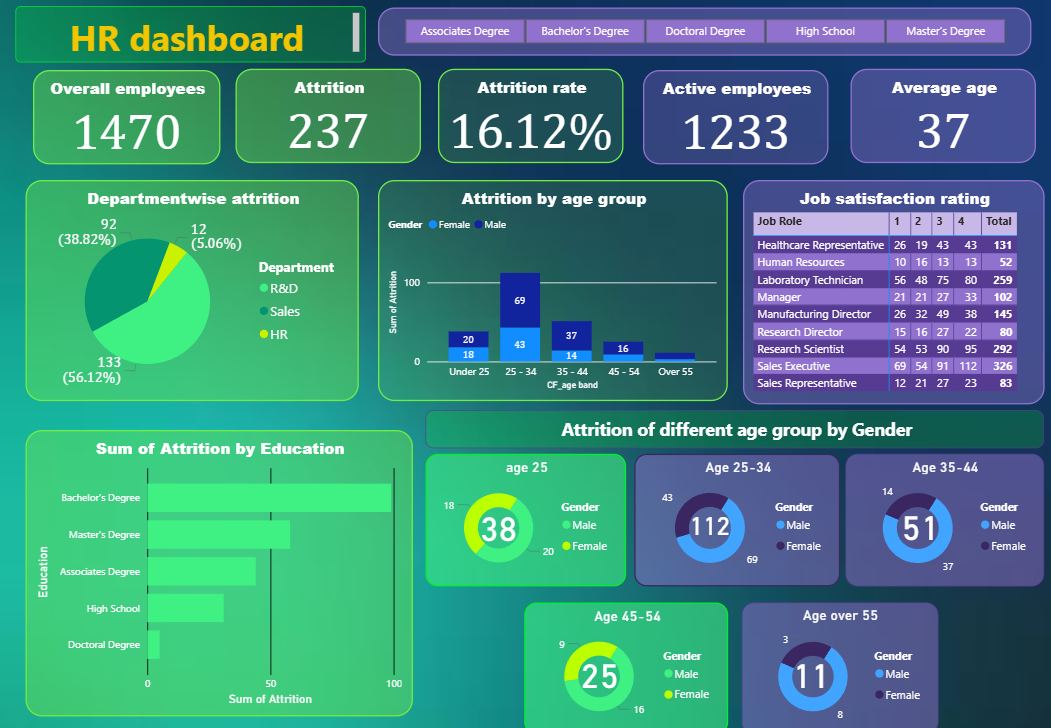 HR dashboard
Associates Degree
Bachelor's Degree
Doctoral Degree
High School
Master's Degree
Overall employees
1470
Attrition
237
Attrition rate
16.12%
Active employees
1233
Average age
37
Departmentwise attrition
92
(38.82%)
12
(5.06%)
133
(56.12%)
Department
R&D
Sales
HR
Attrition by age group
Gender Female Male
Sum of Attrition
100
0
20
18
69
43
37
14
16
Under 25 25 - 34 35 - 44 45 - 54 Over 55
CF_age band
Job satisfaction rating
Job Role 1 2 3 4 Total
Healthcare Representative 26 19 43 43 131
Human Resources 10 16 13 13 52
Laboratory Technician 56 48 75 80 259
Manager 21 21 27 33 102
Manufacturing Director 26 32 49 38 145
Research Director 15 16 27 22 80
Research Scientist 54 53 90 95 292
Sales Executive 69 54 91 112 326
Sales Representative 12 21 27 23 83
Sum of Attrition by Education
Education
Bachelor's Degree
Master's Degree
Associates Degree
High School
Doctoral Degree
0 50 100
Sum of Attrition
Attrition of different age group by Gender
age 25
18
38
20
Gender
Male
Female
Age 25-34
43
112
69
Gender
Male
Female
Age 35-44
14
51
37
Gender
Male
Female
Age 45-54
9
25
16
Gender
Male
Female
Age over 55
3
11
8
Gender
Male
Female